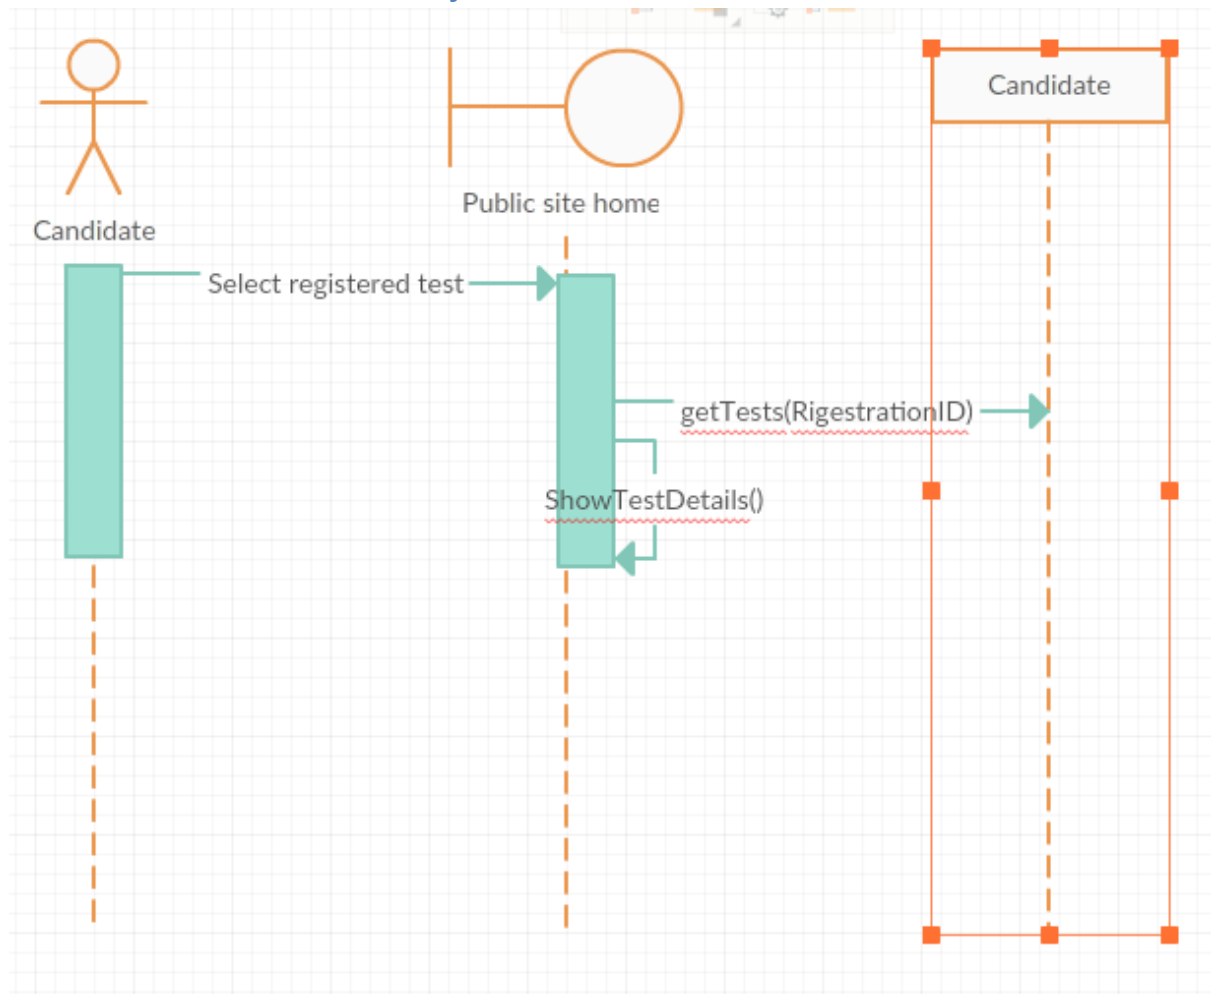 Candidate
Public site home
Candidate
Select registered test
getTests(RigestrationID)
ShowTestDetails()